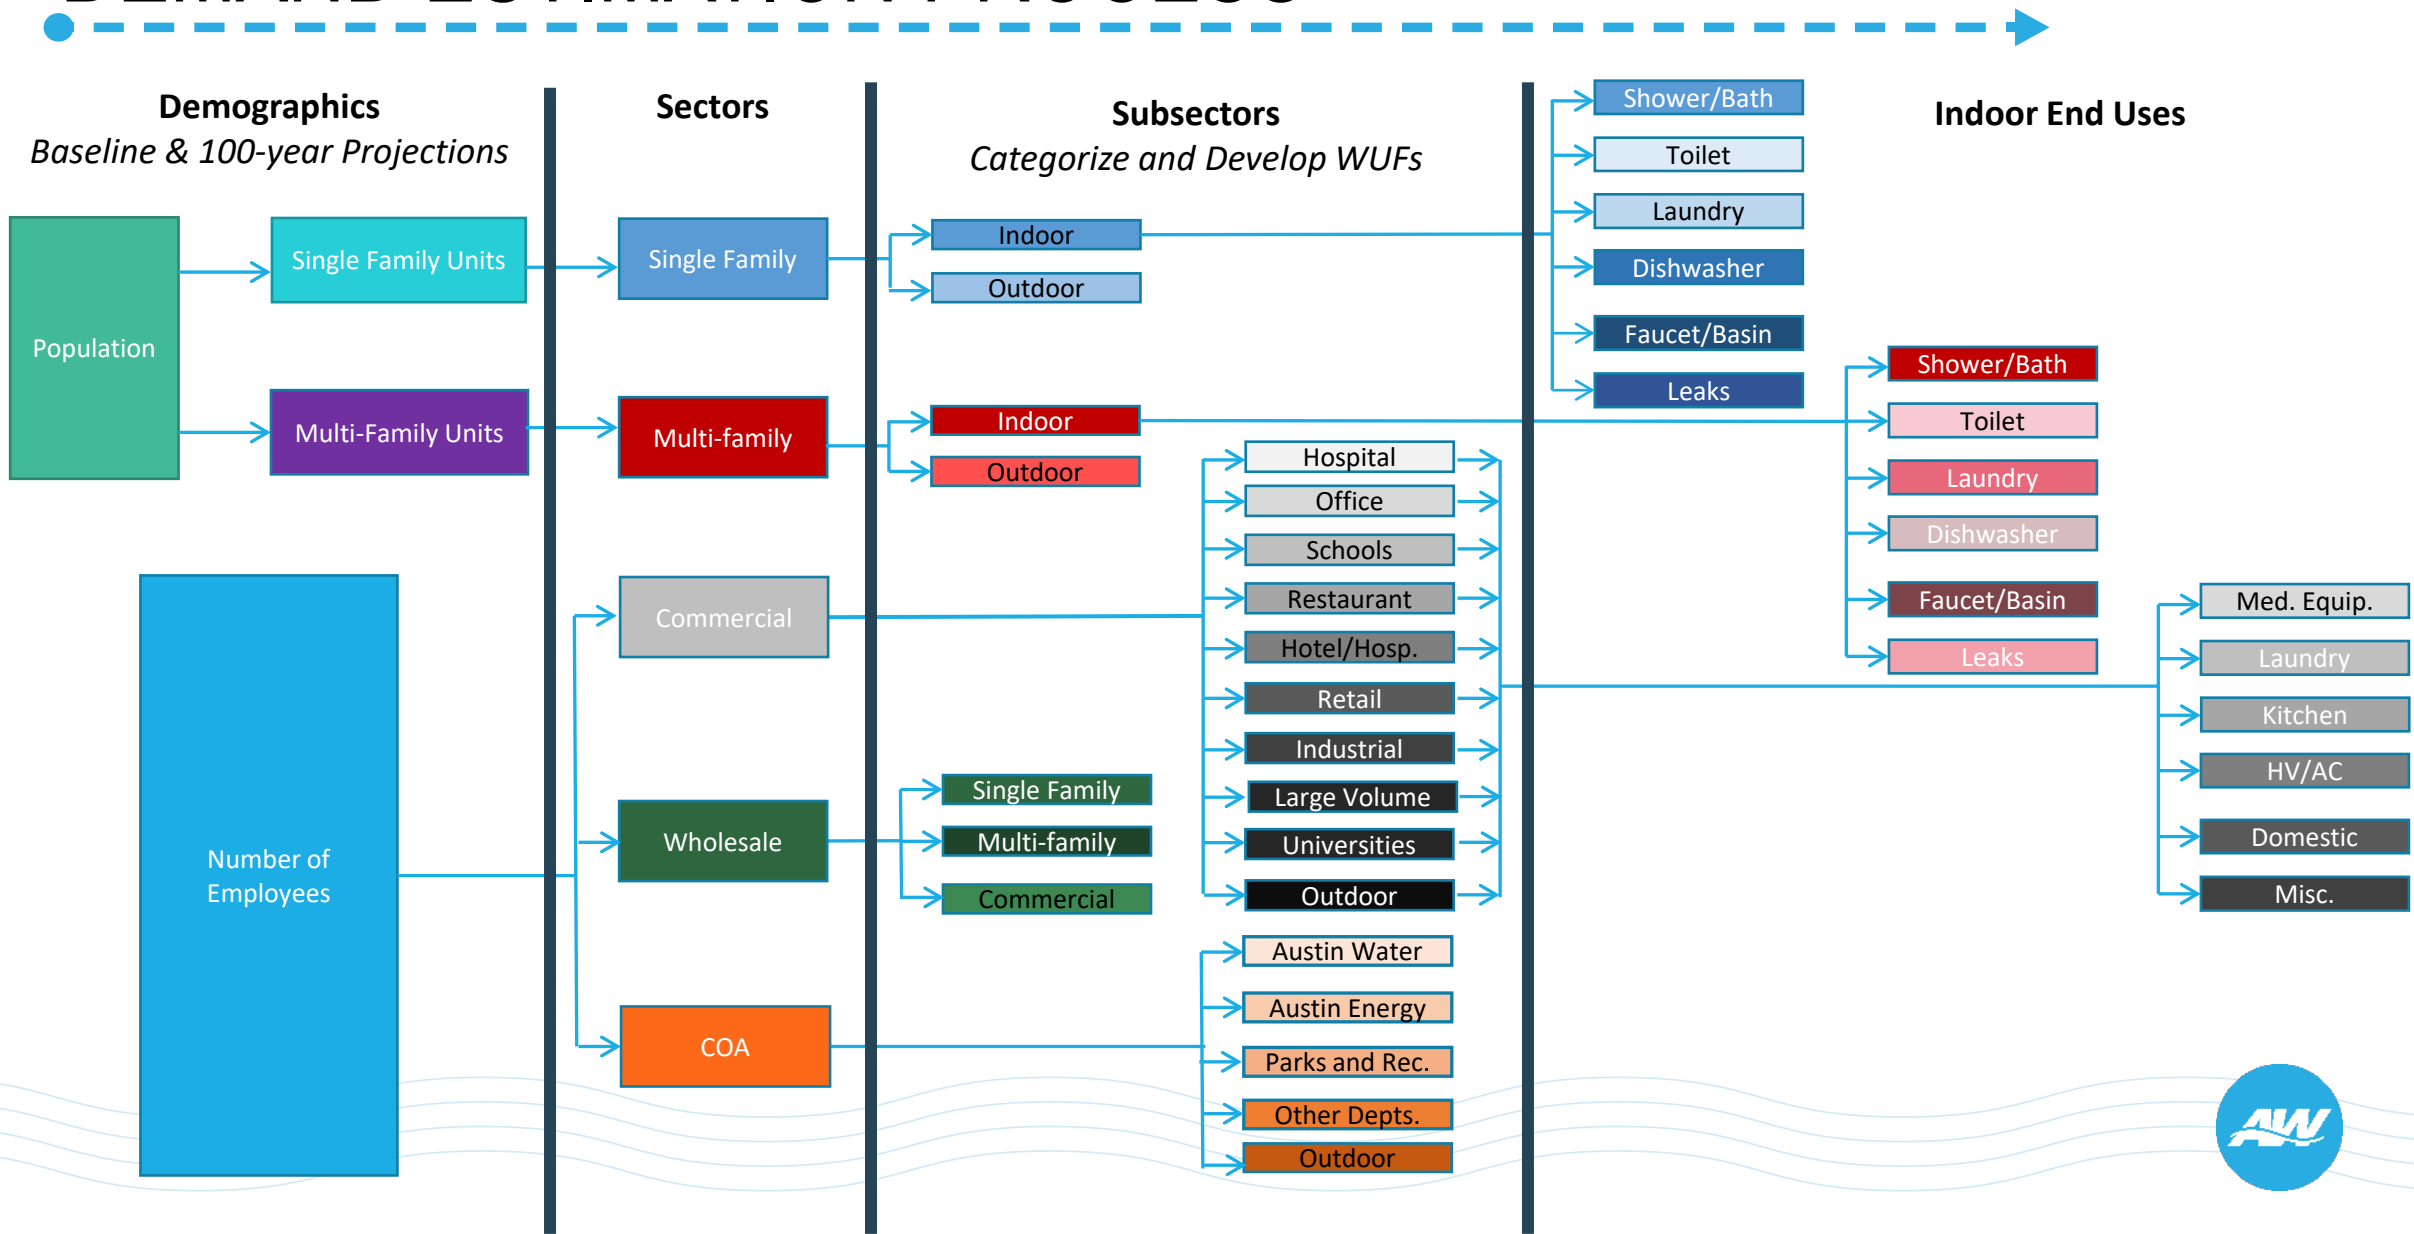 Demographics
Baseline & 100-year Projections
Population
Single Family Units
Multi-Family Units
Number of
Employees
Sectors
Single Family
Multi-family
Commercial
Wholesale
COA
Subsectors
Categorize and Develop WUFs
Indoor
Outdoor
Indoor
Outdoor
Hospital
Office
Schools
Restaurant
Hotel/Hosp.
Retail
Industrial
Large Volume
Universities
Outdoor
Single Family
Multi-family
Commercial
Austin Water
Austin Energy
Parks and Rec.
Other Depts.
Outdoor
Indoor End Uses
Shower/Bath
Toilet
Laundry
Dishwasher
Faucet/Basin
Leaks
Shower/Bath
Toilet
Laundry
Dishwasher
Faucet/Basin
Leaks
Med. Equip.
Laundry
Kitchen
HV/AC
Domestic
Misc.
AW